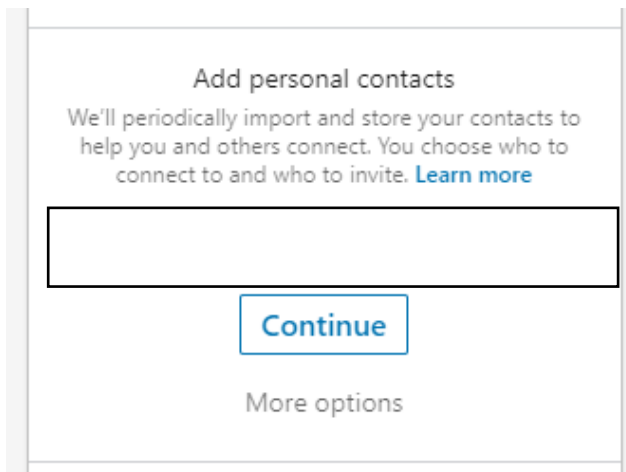 Add personal contacts
We'll periodically import and store your contacts to
help you and others connect. You choose who to
connect to and who to invite. Learn more
Continue
More options